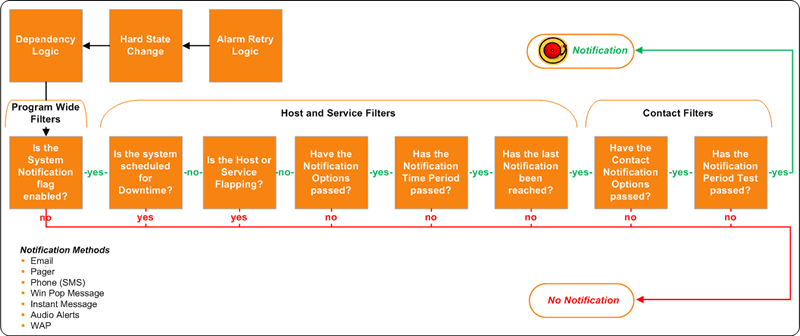 Dependency
Logic
Hard State
Change
Alarm Retry
Logic
Notification
Program Wide
Filters
Host and Service Filters
Contact Filters
Is the
System
Notification
flag
enabled?
-yes-
Is the system
scheduled
for
Downtime?
-no-
Is the Host or
Service
Flapping?
-no-
Have the
Notification
Options
passed?
-yes-
Has the
Notification
Time Period
passed?
-yes-
Has the last
Notification
been
reached?
-yes-
Have the
Contact
Notification
Options
passed?
-yes-
Has the
Notification
Period Test
passed?
-yes-
no
yes
yes
no
no
no
no
no
Notification Methods
Email
Pager
Phone (SMS)
Win Pop Message
Instant Message
Audio Alerts
WAP
No Notification